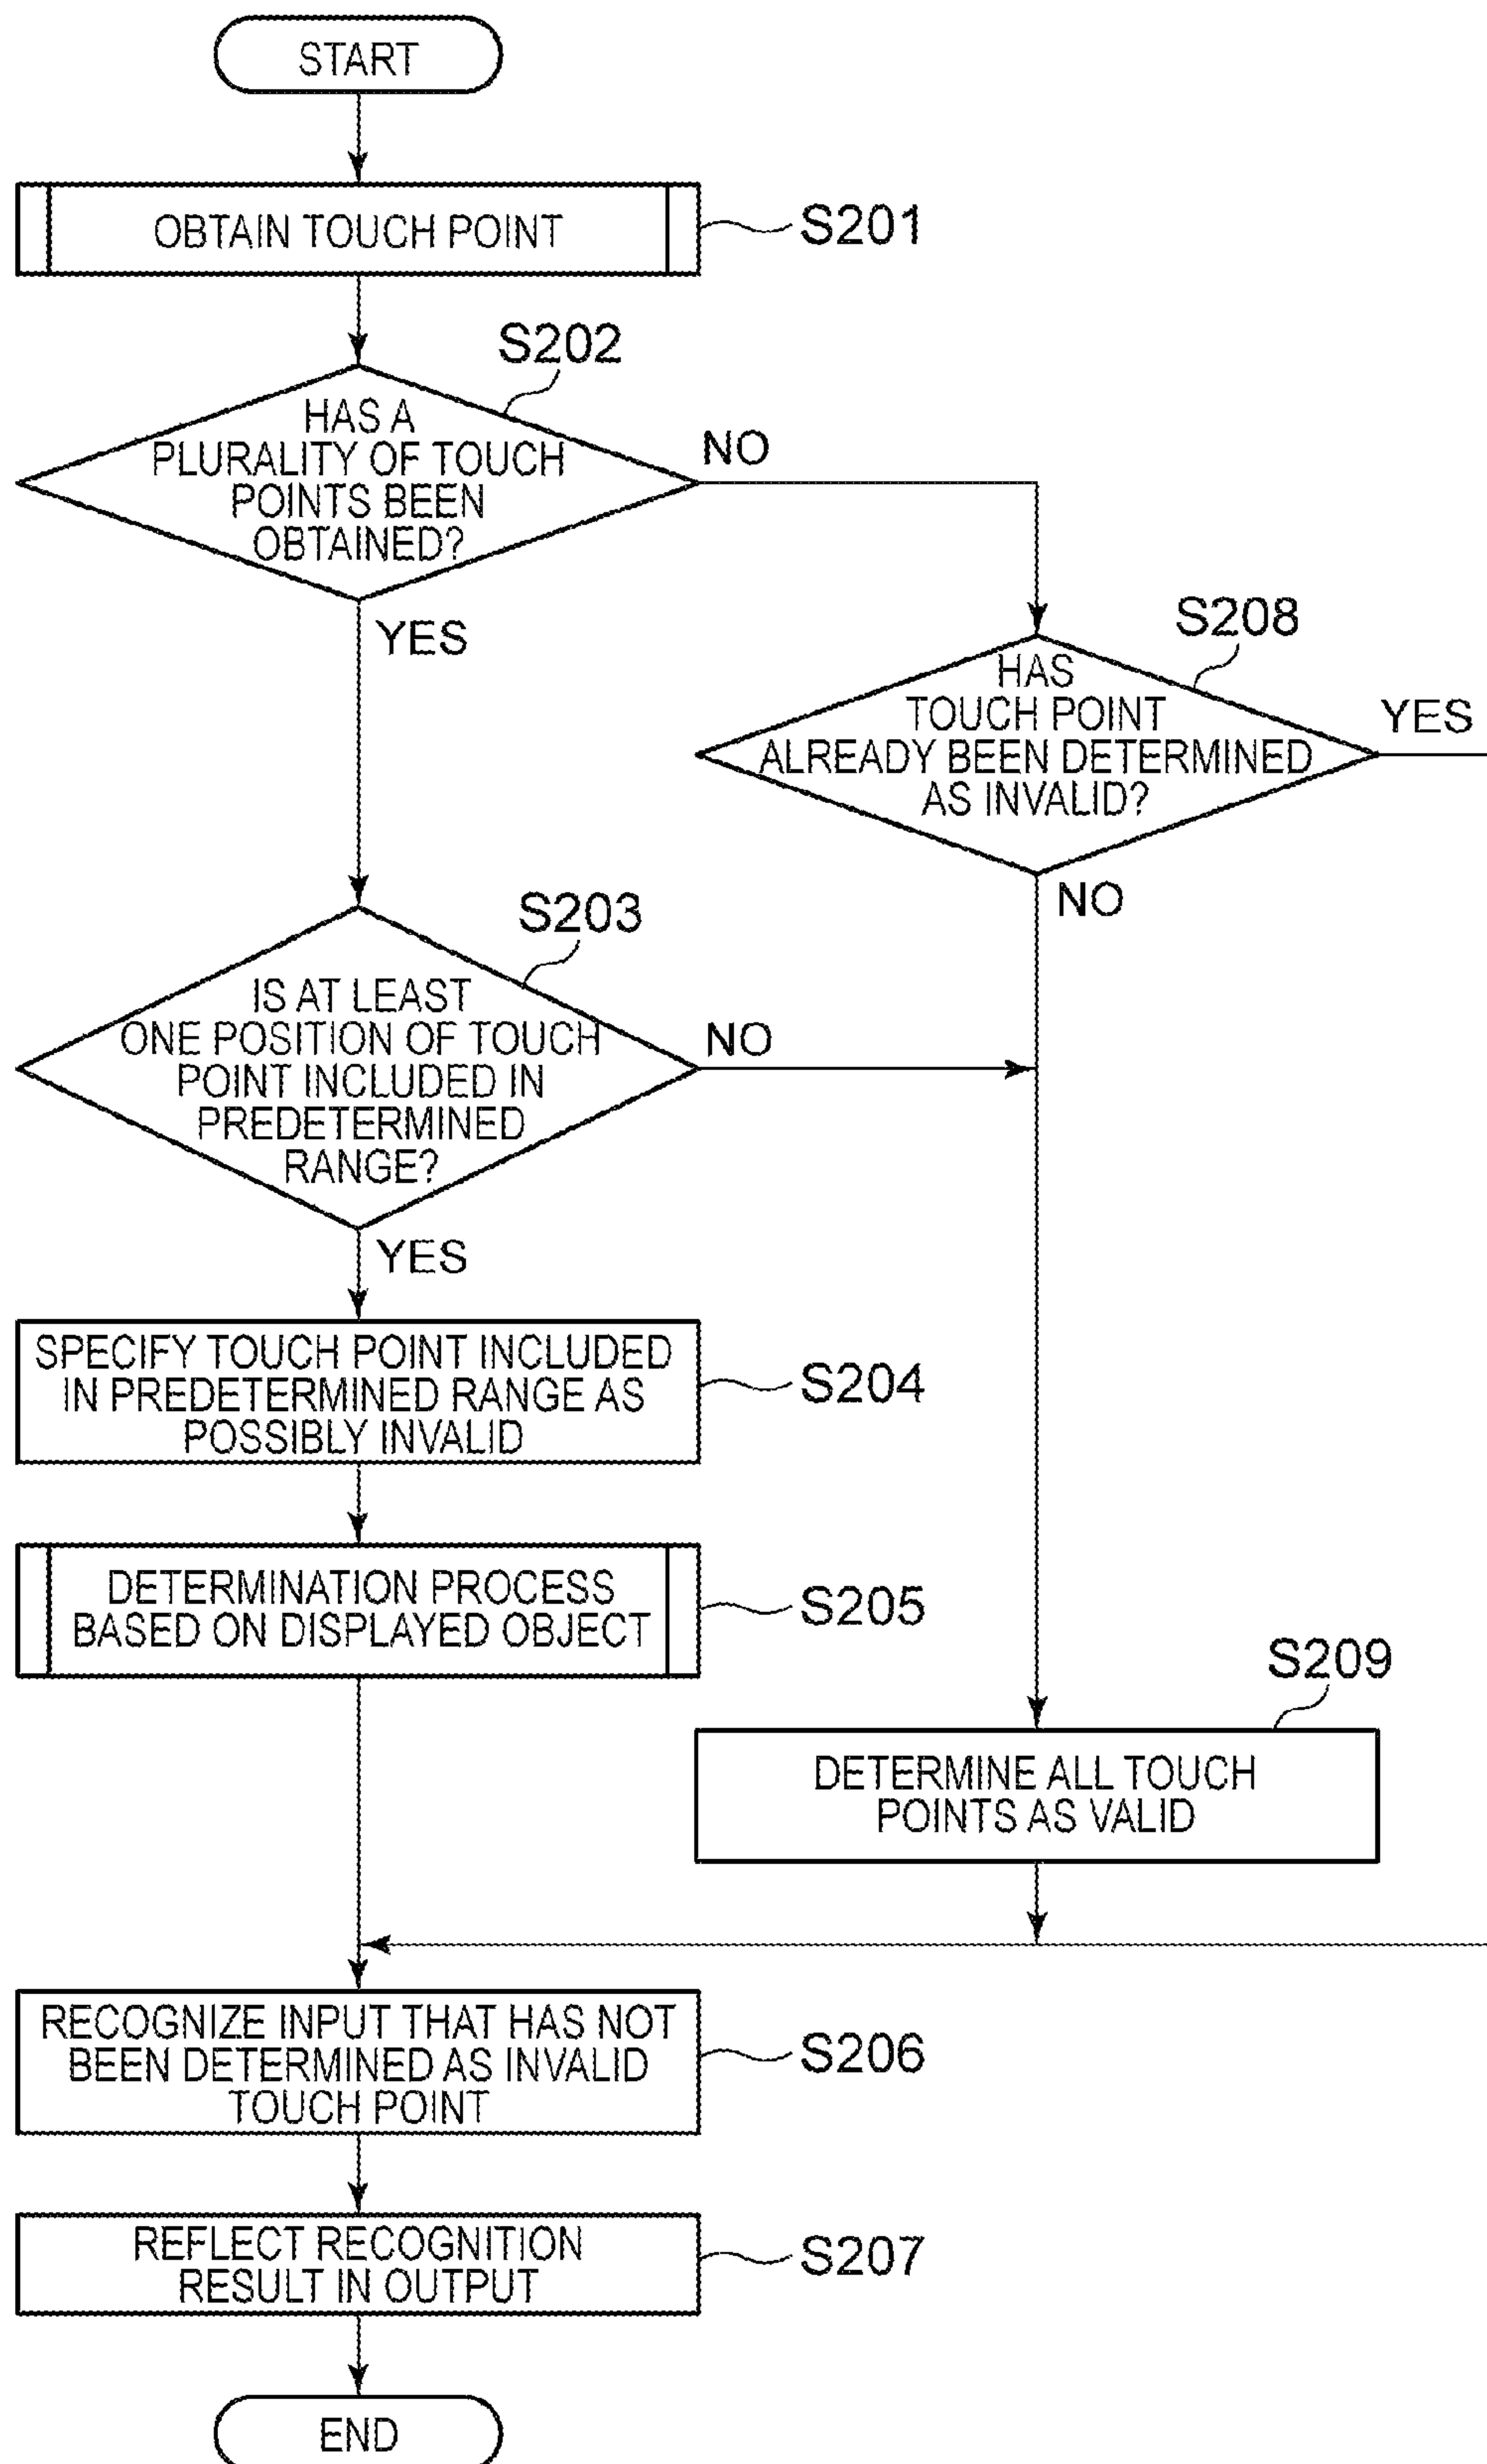 START
OBTAIN TOUCH POINT
S201
S202
HAS A
PLURALITY OF TOUCH
POINTS BEEN
OBTAINED?
NO
YES
S208
HAS
TOUCH POINT
ALREADY BEEN DETERMINED
AS INVALID?
YES
NO
S203
IS AT LEAST
ONE POSITION OF TOUCH
POINT INCLUDED IN
PREDETERMINED
RANGE?
NO
YES
SPECIFY TOUCH POINT INCLUDED
IN PREDETERMINED RANGE AS
POSSIBLY INVALID
S204
DETERMINATION PROCESS
BASED ON DISPLAYED OBJECT
S205
S209
DETERMINE ALL TOUCH
POINTS AS VALID
RECOGNIZE INPUT THAT HAS NOT
BEEN DETERMINED AS INVALID
TOUCH POINT
S206
REFLECT RECOGNITION
RESULT IN OUTPUT
S207
END